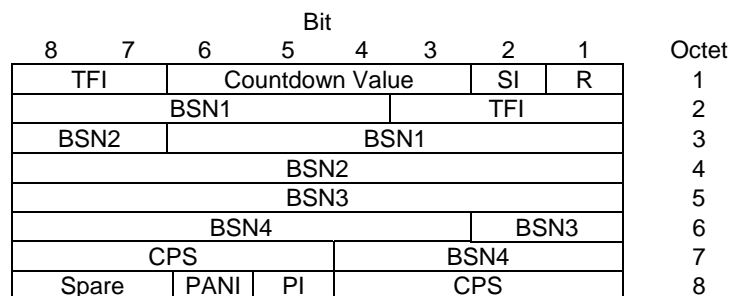 Bit
8 7 6 5 4 3 2 1 Octet
TFI Countdown Value SI R 1
BSN1 TFI 2
BSN2 BSN1 3
BSN2 4
BSN3 5
BSN4 BSN3 6
CPS BSN4 7
Spare PANI PI CPS 8